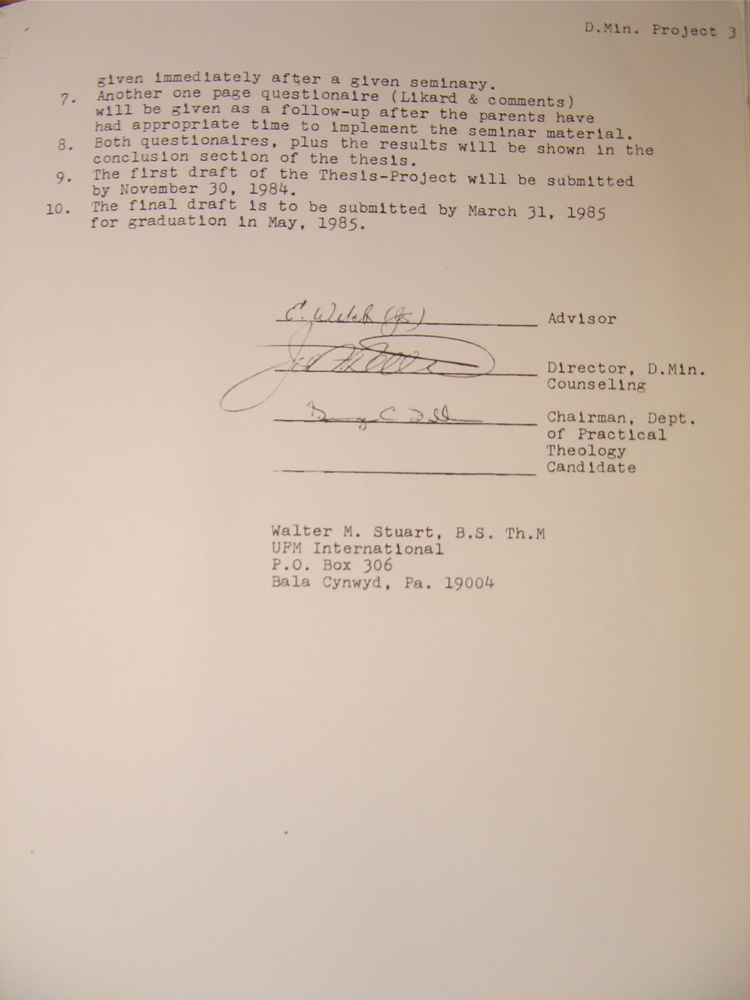 D.Min. Project 3
given immediately after a given seminary.
7. Another one page questionaire (Likard & comments)
will be given as a follow-up after the parents have
had appropriate time to implement the seminar material.
8. Both questionaires, plus the results will be shown in the
conclusion section of the thesis.
9. The first draft of the Thesis-Project will be submitted
by November 30, 1984.
10. The final draft is to be submitted by March 31, 1985
for graduation in May, 1985.
Advisor
Director, D.Min.
Counseling
Chairman, Dept.
of Practical
Theology
Candidate
Walter M. Stuart, B.S. Th.M
UFM International
P.O. Box 306
Bala Cynwyd, Pa. 19004